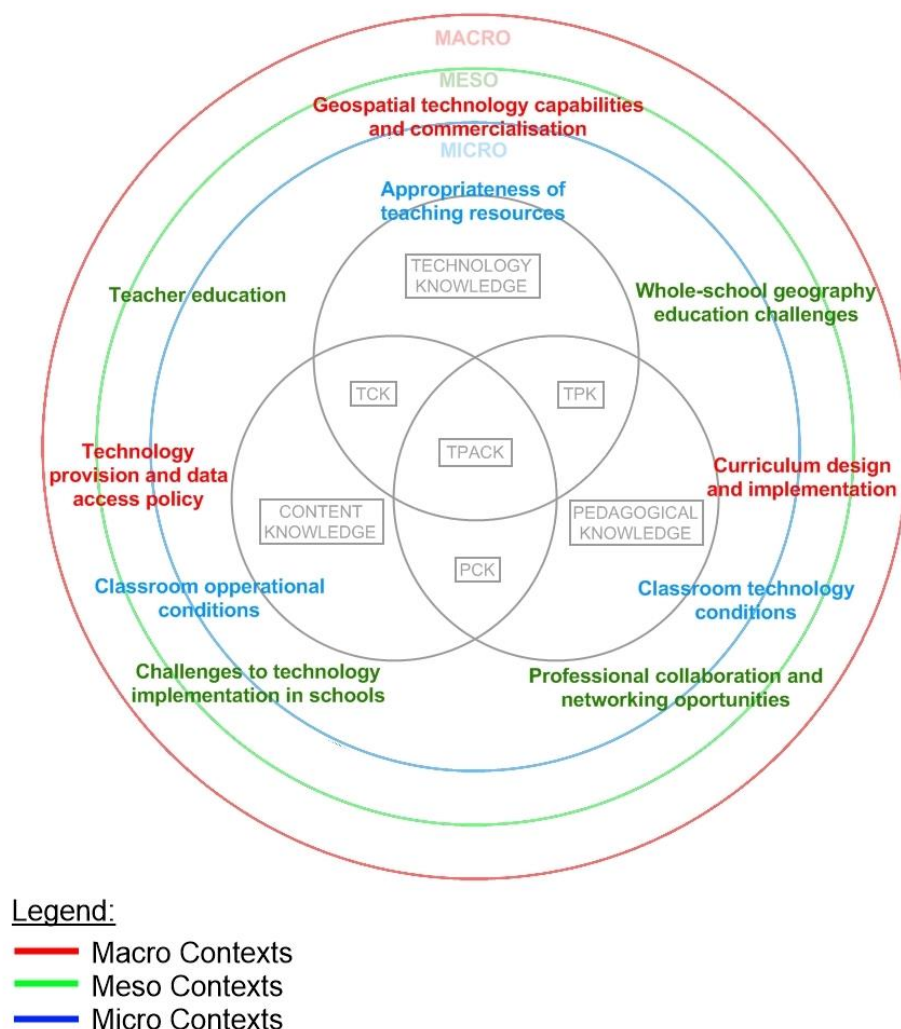 MACRO
MESO
Geospatial technology capabilities
and commercialisation
MICRO
Appropriateness of
teaching resources
TECHNOLOGY
KNOWLEDGE
Teacher education
Whole-school geography
education challenges
TCK
TPK
TPACK
Technology
provision and data
access policy
Curriculum design
and implementation
CONTENT
KNOWLEDGE
PEDAGOGICAL
KNOWLEDGE
PCK
Classroom opperational
conditions
Classroom technology
conditions
Challenges to technology
implementation in schools
Professional collaboration and
networking oportunities
Legend:
Macro Contexts
Meso Contexts
Micro Contexts